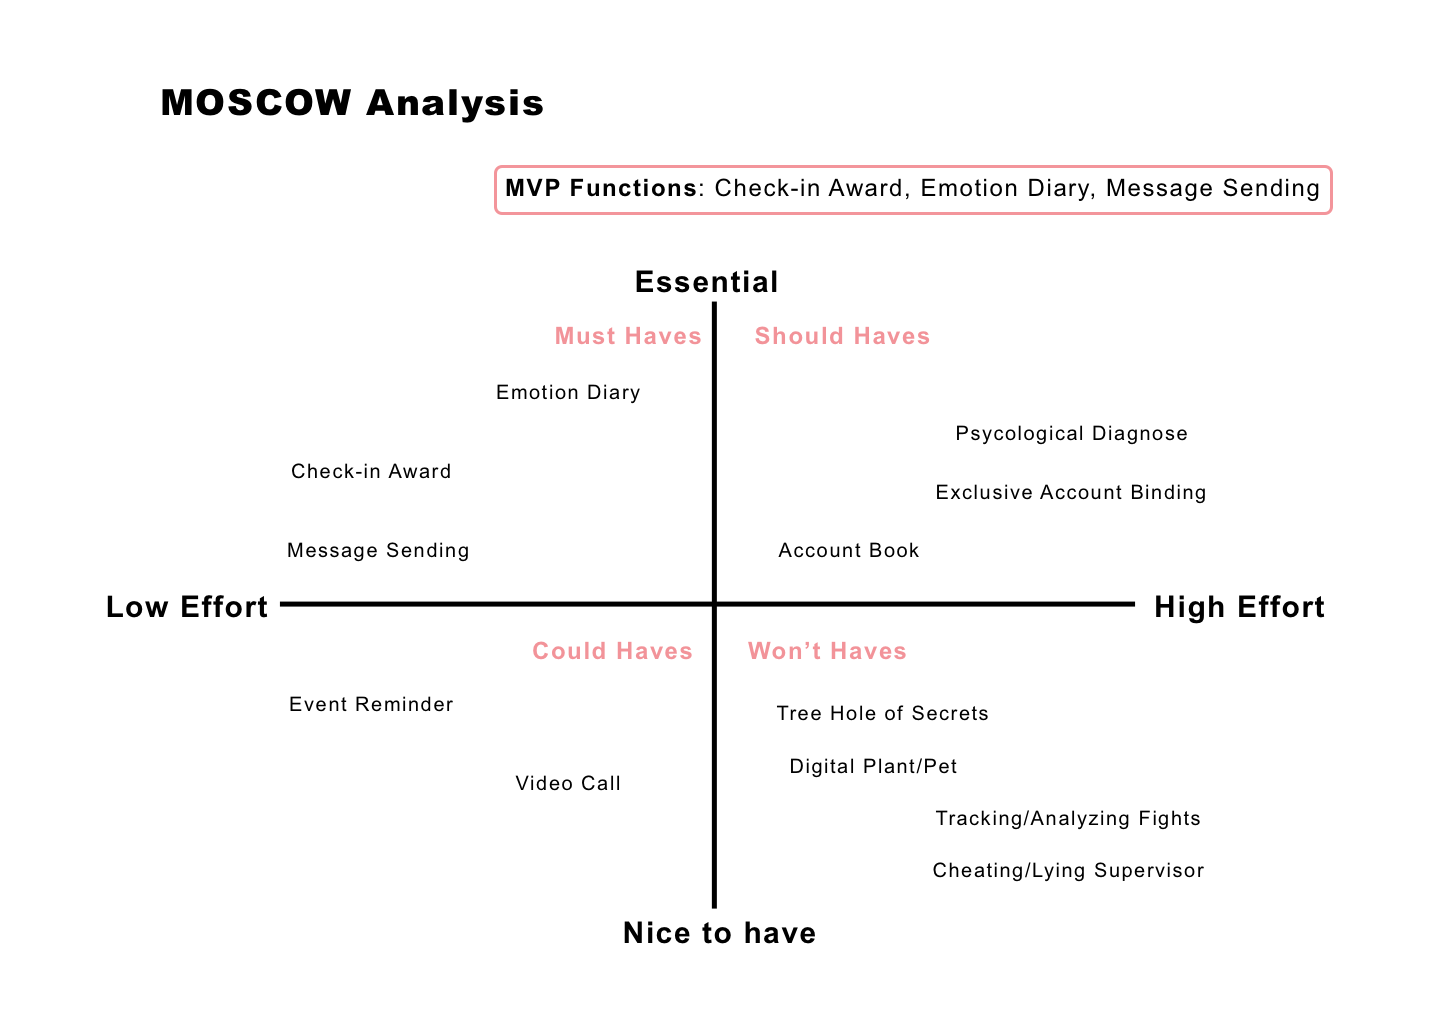 MOSCOW Analysis
MVP Functions: Check-in Award, Emotion Diary, Message Sending
Essential
Must Haves
Should Haves
Emotion Diary
Psycological Diagnose
Check-in Award
Exclusive Account Binding
Message Sending
Account Book
Low Effort
High Effort
Could Haves
Won’t Haves
Event Reminder
Tree Hole of Secrets
Digital Plant/Pet
Video Call
Tracking/Analyzing Fights
Cheating/Lying Supervisor
Nice to have